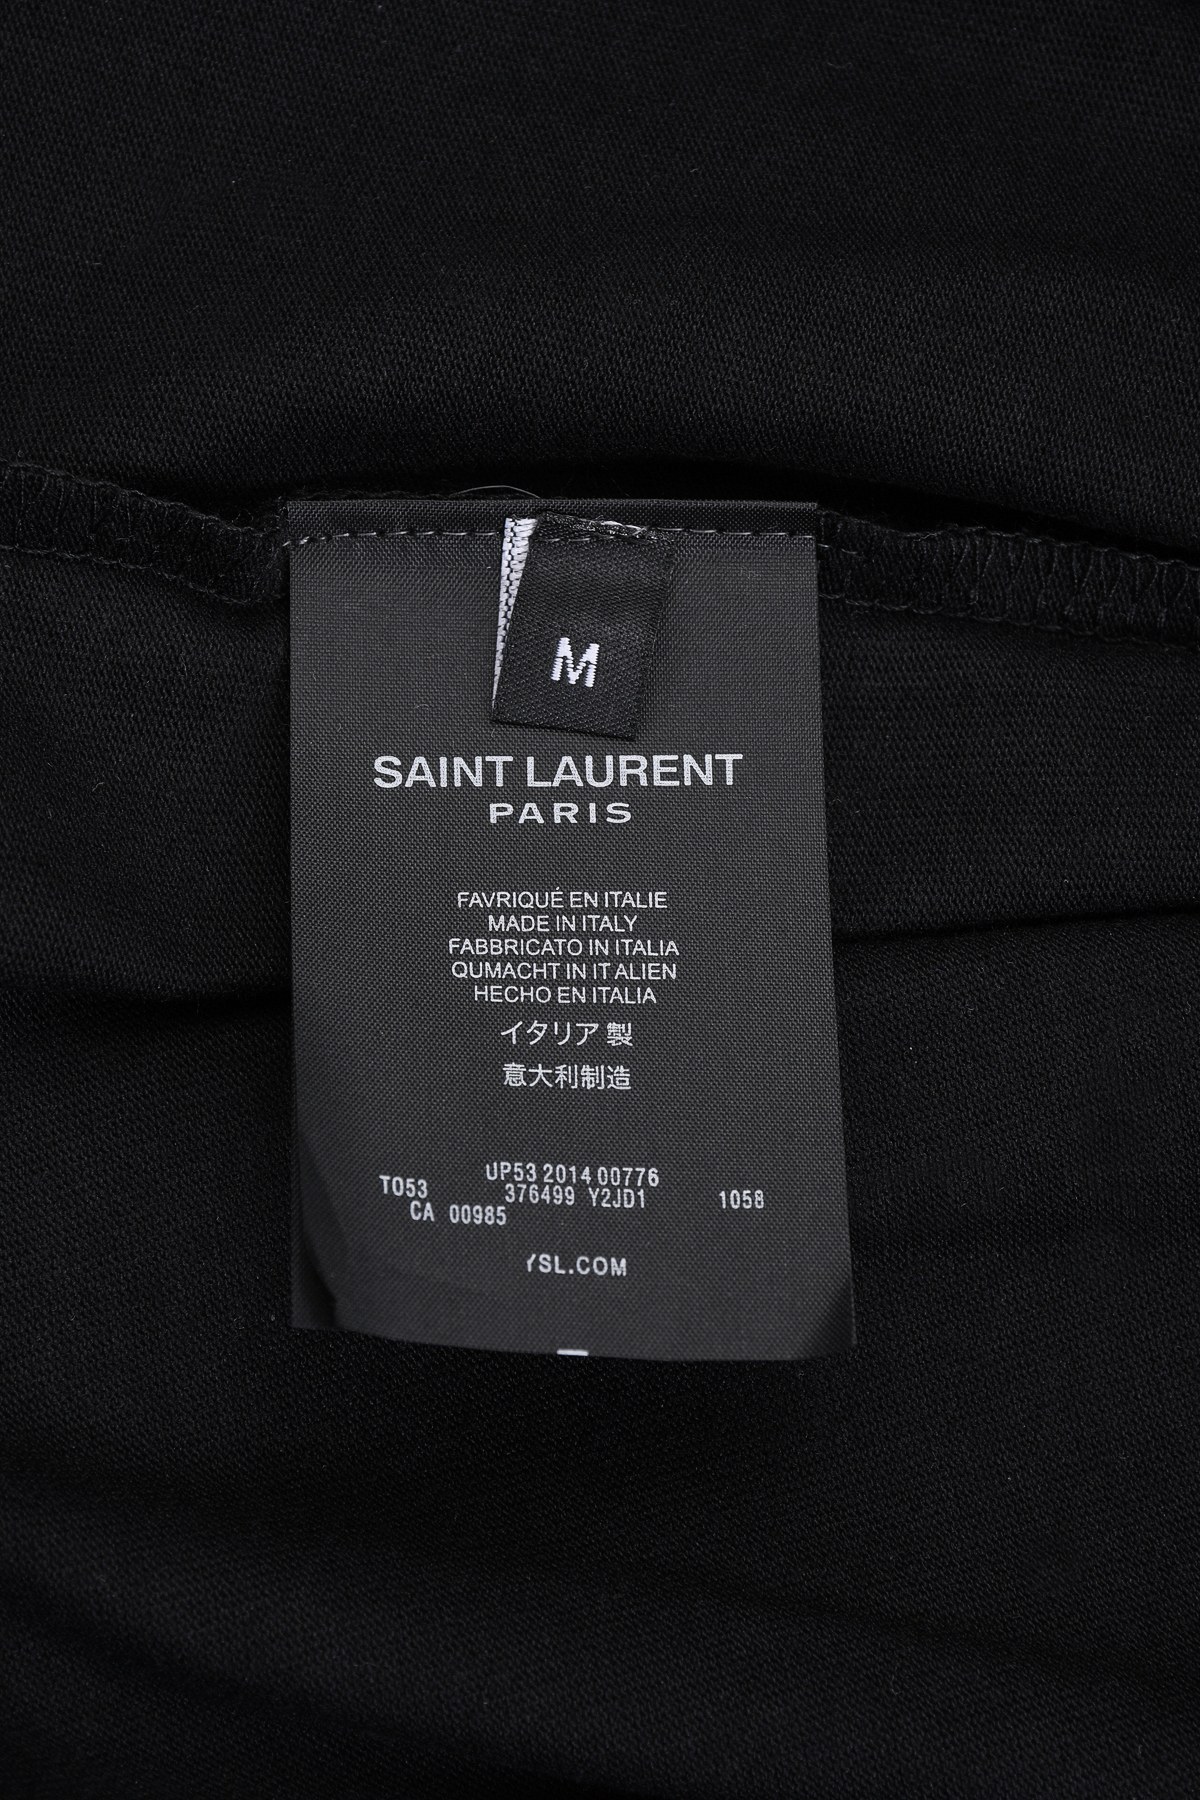 M
SAINT LAURENT
PARIS
FAVRIQUÉ EN ITALIE
MADE IN ITALY
FABBRICATO IN ITALIA
QUMACHT IN IT ALIEN
HECHO EN ITALIA
イタリア 製
意大利制造
UP53 2014 00776
TO53 376499 Y2JD1 1058
CA 00985
YSL.COM